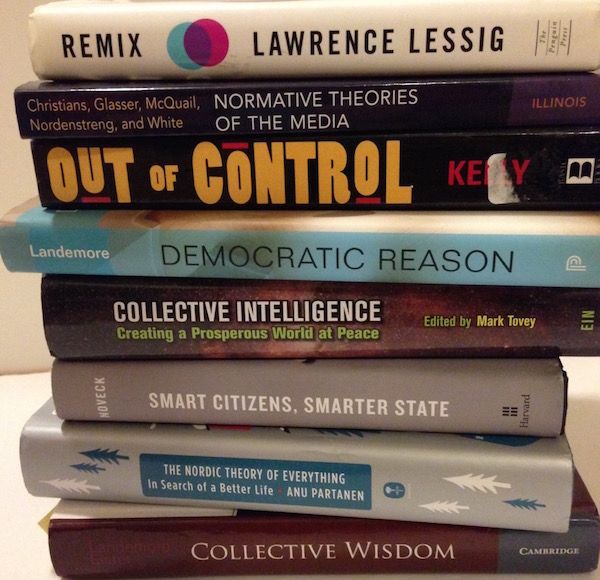 REMIX LAWRENCE LESSIG The Penguin Press
Christians, Glasser, McQuail, NORMATIVE THEORIES ILLINOIS
Nordenstreng, and White OF THE MEDIA
OUT OF CONTROL KELLY
Landemore DEMOCRATIC REASON
COLLECTIVE INTELLIGENCE Edited by Mark Tovey EIN
Creating a Prosperous World at Peace
NOVECK SMART CITIZENS, SMARTER STATE Harvard
THE NORDIC THEORY OF EVERYTHING
In Search of a Better Life ANU PARTANEN
Landemore COLLECTIVE WISDOM CAMBRIDGE